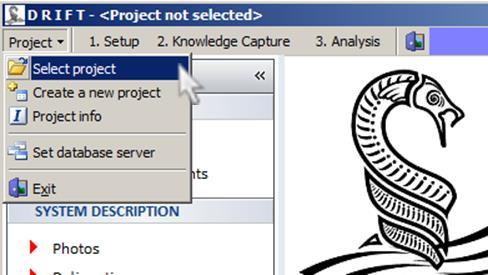 D R I F T - <Project not selected>
Project 1. Setup 2. Knowledge Capture 3. Analysis
Select project
Create a new project
Project info
Set database server
nts
Exit
SYSTEM DESCRIPTION
Photos